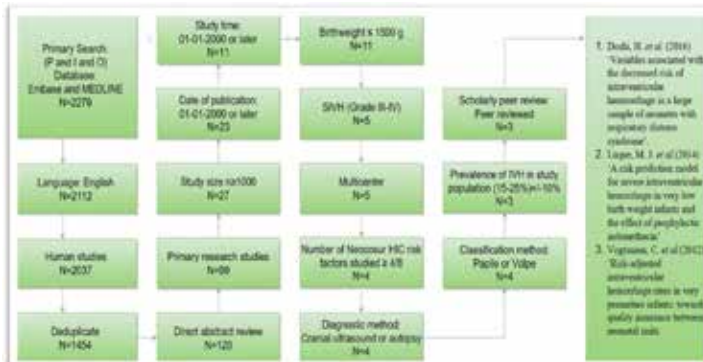 Primary Search:
(P and I and O)
Database:
Embase and MEDLINE
N=2279
Language: English
N=2112
Human studies
N=2037
Deduplicate
N=1454
Direct abstract review
N=120
Primary research studies
N=99
Study size n≥1000
N=27
Date of publication:
01-01-2000 or later
N=23
Study time:
01-01-2000 or later
N=11
Birthweight ≤ 1500 g
N=11
SIVH (Grade III-IV)
N=5
Multicenter
N=5
Number of Neocosur HIC risk
factors studied ≥ 4/8
N=4
Diagnostic method:
Cranial ultrasound or autopsy
N=4
Classification method:
Papile or Volpe
N=4
Prevalence of IVH in study
population (15-25%)+/-10%
N=3
Scholarly peer review:
Peer reviewed
N=3
1. H. et al. (2016)
'Variables associated with
the decreased risk of
intraventricular
hemorrhage in a large
sample of neonates with
respiratory distress
syndrome'.
2. Luque, M. J. et al (2014)
'A risk prediction model
for severe intraventricular
hemorrhage in very low
birth weight infants and
the effect of prophylactic
indomethacin'
3. C. et al (2012)
'Risk-adjusted
intraventricular
hemorrhage rates in very
premature infants: towards
quality assurance between
neonatal units.